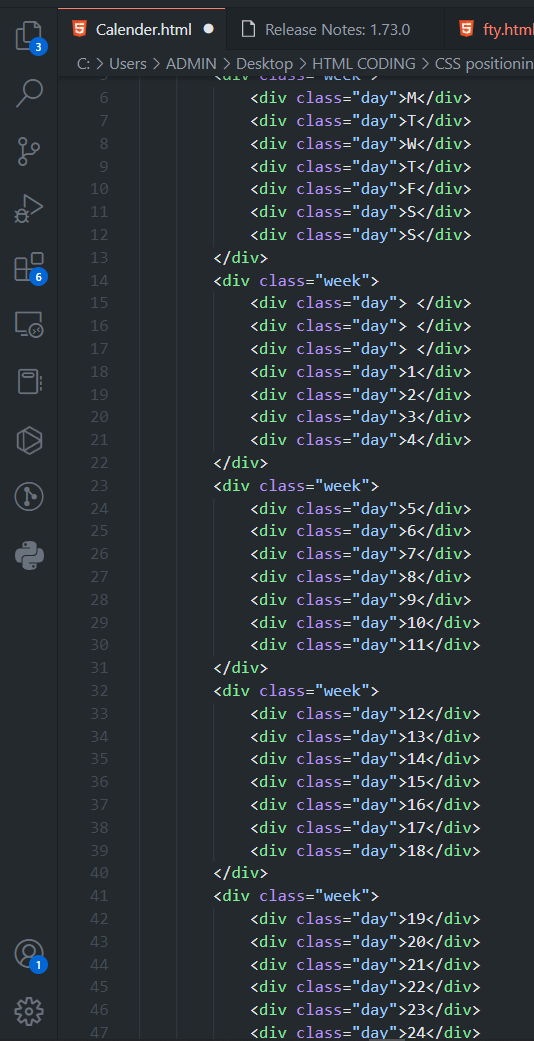 Calender.html
Release Notes: 1.73.0
fty.html
C: > Users > ADMIN > Desktop > HTML CODING > CSS positionin
3
6
1
5 <div class="week">
6 <div class="day">M</div>
7 <div class="day">T</div>
8 <div class="day">W</div>
9 <div class="day">T</div>
10 <div class="day">F</div>
11 <div class="day">S</div>
12 <div class="day">S</div>
13 </div>
14 <div class="week">
15 <div class="day"> </div>
16 <div class="day"> </div>
17 <div class="day"> </div>
18 <div class="day">1</div>
19 <div class="day">2</div>
20 <div class="day">3</div>
21 <div class="day">4</div>
22 </div>
23 <div class="week">
24 <div class="day">5</div>
25 <div class="day">6</div>
26 <div class="day">7</div>
27 <div class="day">8</div>
28 <div class="day">9</div>
29 <div class="day">10</div>
30 <div class="day">11</div>
31 </div>
32 <div class="week">
33 <div class="day">12</div>
34 <div class="day">13</div>
35 <div class="day">14</div>
36 <div class="day">15</div>
37 <div class="day">16</div>
38 <div class="day">17</div>
39 <div class="day">18</div>
40 </div>
41 <div class="week">
42 <div class="day">19</div>
43 <div class="day">20</div>
44 <div class="day">21</div>
45 <div class="day">22</div>
46 <div class="day">23</div>
47 <div class="day">24</div>